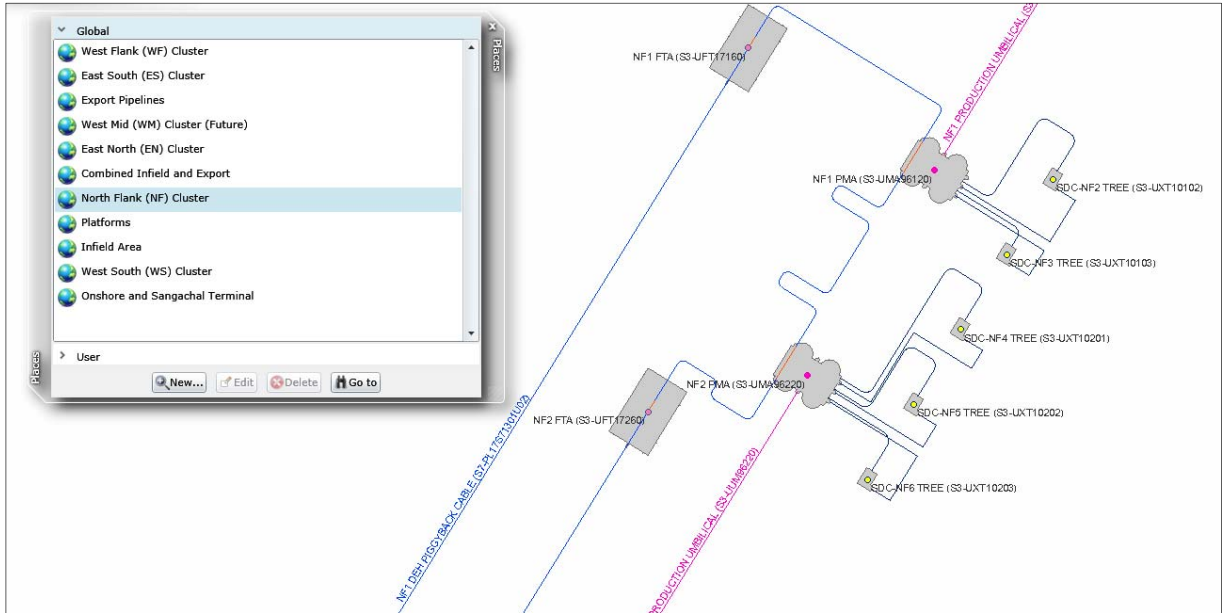 Global
West Flank (WF) Cluster
East South (ES) Cluster
Export Pipelines
West Mid (WM) Cluster (Future)
East North (EN) Cluster
Combined Infield and Export
North Flank (NF) Cluster
Platforms
Infield Area
West South (WS) Cluster
Onshore and Sangachal Terminal
User
New... Edit Delete Go to
Places
Places
NF1 FTA (S3-UFT17160)
NF1 PRODUCTION UMBILICAL (S3-
NF1 PMA (S3-UMA96120)
SDC-NF2 TREE (S3-UXT10102)
SDC-NF3 TREE (S3-UXT10103)
SDC-NF4 TREE (S3-UXT10201)
NF2 PMA (S3-UMA96220)
SDC-NF5 TREE (S3-UXT10202)
NF2 FTA (S3-UFT17260)
SDC-NF6 TREE (S3-UXT10203)
NF1 DEH PIGGYBACK CABLE (S7-PL17S71301U02)
PRODUCTION UMBILICAL (S3-UUM96220)